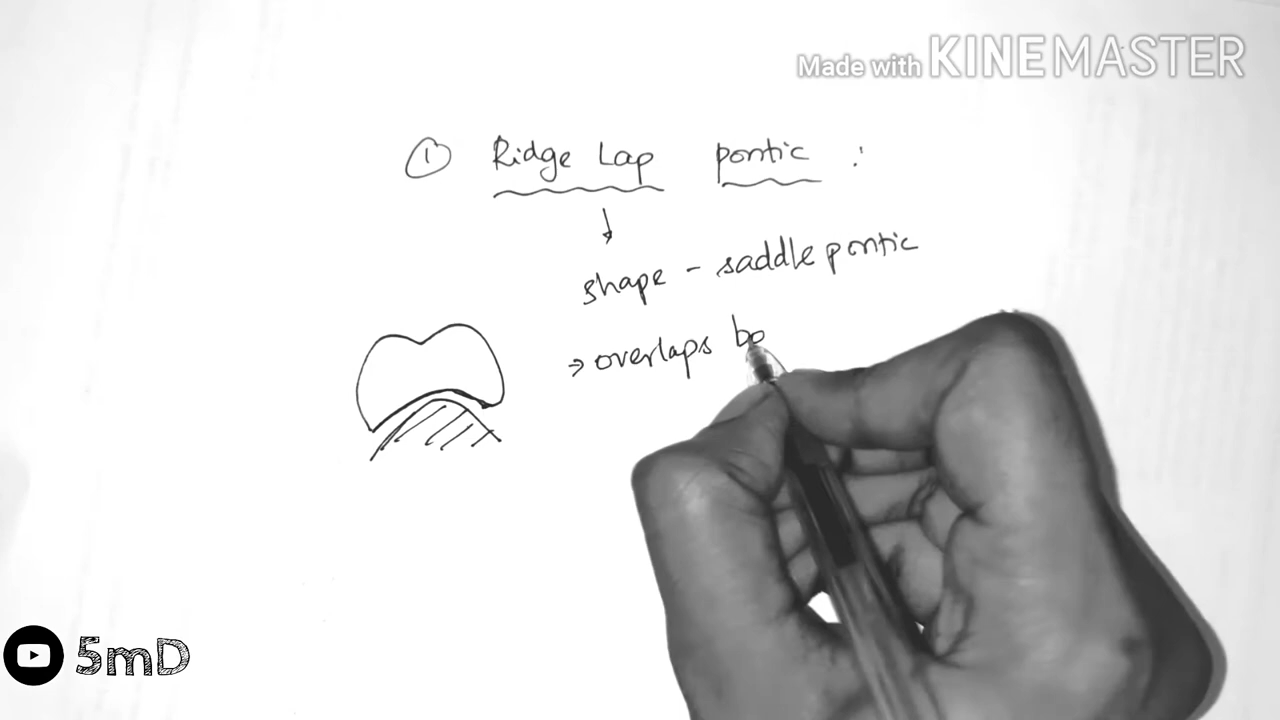 Made with KINEMASTER
① Ridge Lap pontic :
↓
shape - saddle pontic
→ overlaps bo
5mD